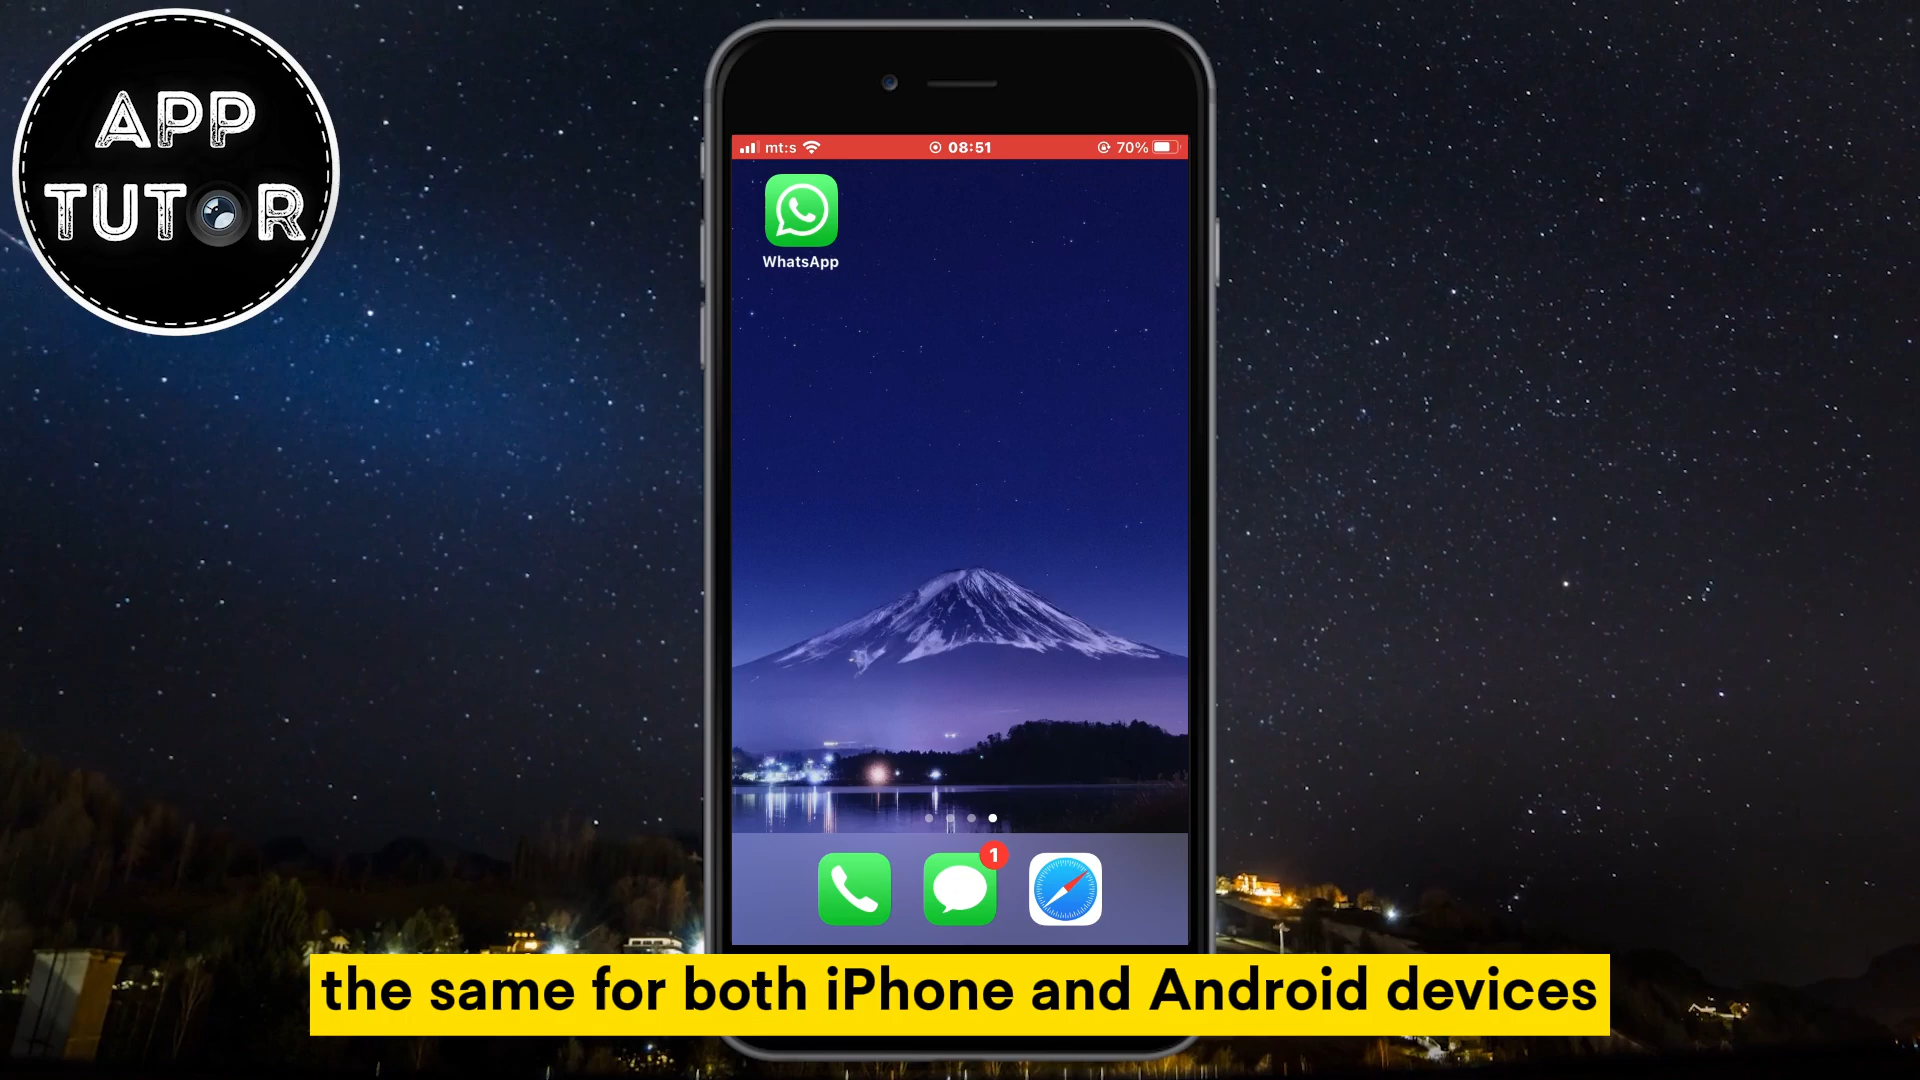 APP
TUTOR
mt:s 08:51 70%
WhatsApp
1
the same for both iPhone and Android devices